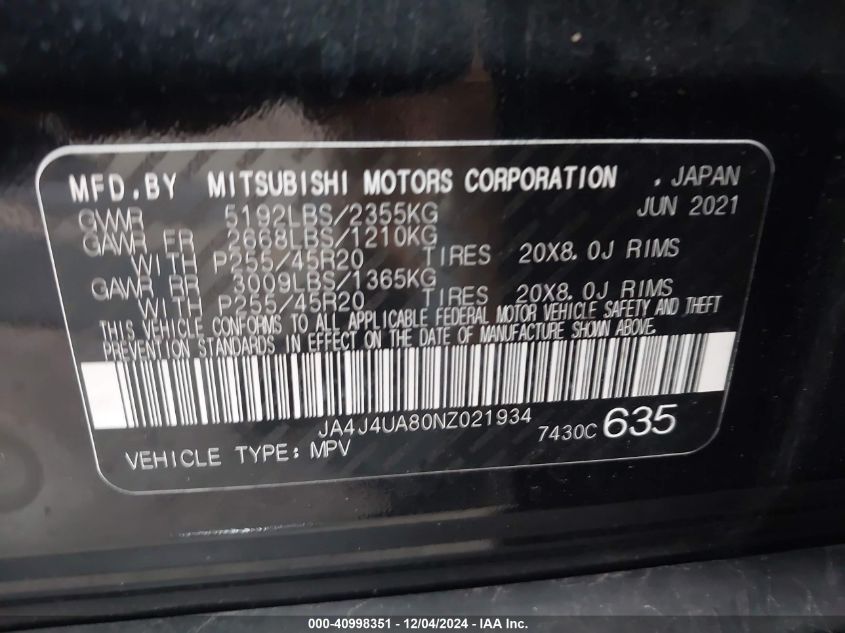 MFD.BY MITSUBISHI MOTORS CORPORATION , JAPAN
GVWR 5192LBS/2355KG JUN 2021
GAWR FR 2668LBS/1210KG
WITH P255/45R20 TIRES 20X8.0J RIMS
GAWR RR 3009LBS/1365KG
WITH P255/45R20 TIRES 20X8.0J RIMS
THIS VEHICLE CONFORMS TO ALL APPLICABLE FEDERAL MOTOR VEHICLE SAFETY AND THEFT
PREVENTION STANDARDS IN EFFECT ON THE DATE OF MANUFACTURE SHOWN ABOVE.
JA4J4UA80NZ021934
7430C 635
VEHICLE TYPE: MPV
000-40998351 - 12/04/2024 - IAA Inc.